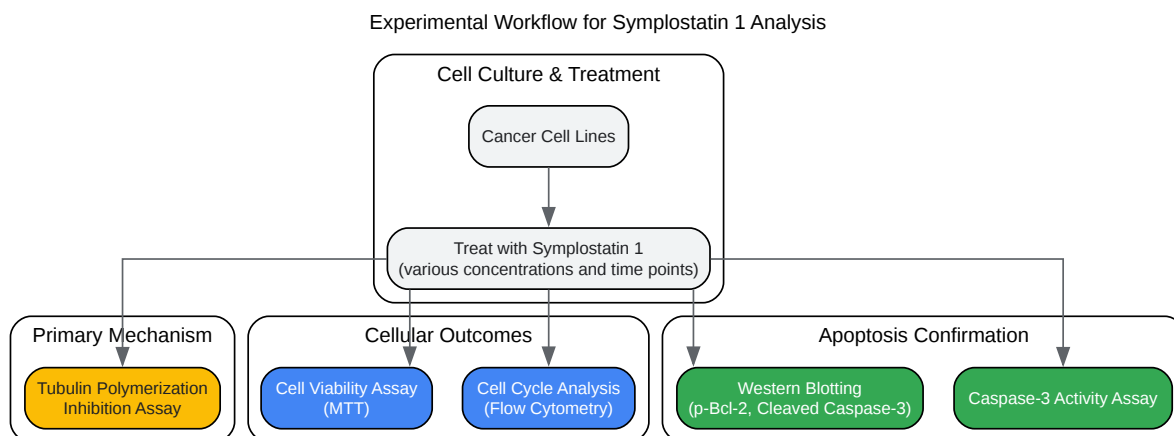 Experimental Workflow for Symplostatin 1 Analysis
Cell Culture & Treatment
Cancer Cell Lines
Treat with Symplostatin 1
(various concentrations and time points)
Primary Mechanism
Tubulin Polymerization
Inhibition Assay
Cellular Outcomes
Cell Viability Assay
(MTT)
Cell Cycle Analysis
(Flow Cytometry)
Apoptosis Confirmation
Western Blotting
(p-Bcl-2, Cleaved Caspase-3)
Caspase-3 Activity Assay